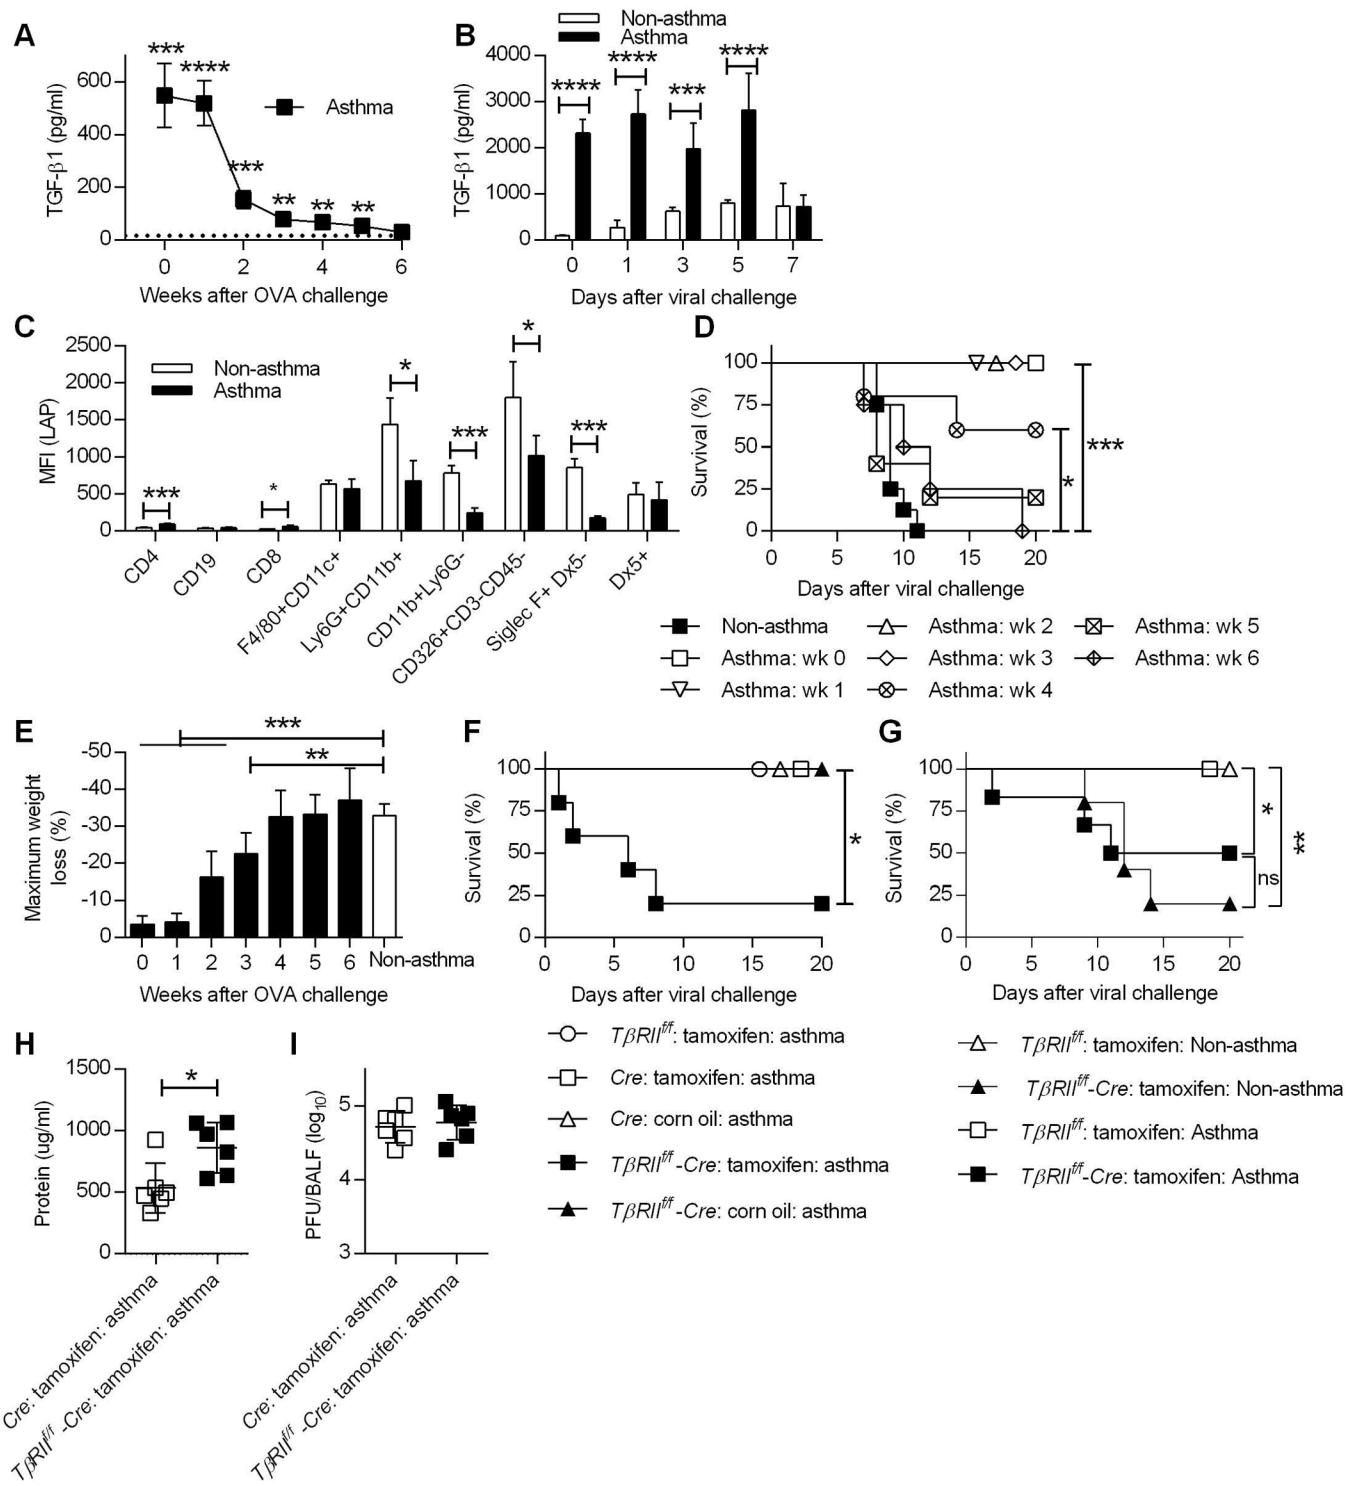 A
TGF-β1 (pg/ml)
600
400
200
0
***
****
***
**
**
**
Asthma
0
2
4
6
Weeks after OVA challenge
B
Non-asthma
Asthma
TGF-β1 (pg/ml)
4000
3000
2000
1000
0
****
****
***
****
0
1
3
5
7
Days after viral challenge
C
MFI (LAP)
2500
2000
1500
1000
500
0
Non-asthma
Asthma
***
*
*
***
*
***
CD4
CD19
CD8
F4/80+CD11c+
Ly6G+CD11b+
CD11b+Ly6G-
CD326+CD3-CD45-
Siglec F+ Dx5-
Dx5+
D
Survival (%)
100
75
50
25
0
*
***
0
5
10
15
20
Days after viral challenge
Non-asthma
Asthma: wk 0
Asthma: wk 1
Asthma: wk 2
Asthma: wk 3
Asthma: wk 4
Asthma: wk 5
Asthma: wk 6
E
Maximum weight
loss (%)
-50
-40
-30
-20
-10
0
***
**
0
1
2
3
4
5
6
Non-asthma
Weeks after OVA challenge
F
Survival (%)
100
75
50
25
0
*
0
5
10
15
20
Days after viral challenge
TβRII^f/f: tamoxifen: asthma
Cre: tamoxifen: asthma
Cre: corn oil: asthma
TβRII^f/f -Cre: tamoxifen: asthma
TβRII^f/f -Cre: corn oil: asthma
G
Survival (%)
100
75
50
25
0
*
ns
**
0
5
10
15
20
Days after viral challenge
TβRII^f/f: tamoxifen: Non-asthma
TβRII^f/f-Cre: tamoxifen: Non-asthma
TβRII^f/f: tamoxifen: Asthma
TβRII^f/f-Cre: tamoxifen: Asthma
H
Protein (ug/ml)
1500
1000
500
0
*
Cre: tamoxifen: asthma
TβRII^f/f -Cre: tamoxifen: asthma
I
PFU/BALF (log10)
5
4
3
Cre: tamoxifen: asthma
TβRII^f/f -Cre: tamoxifen: asthma